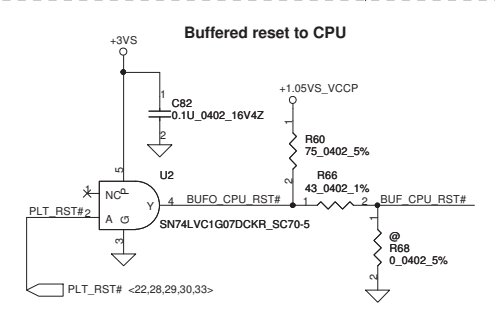 Buffered reset to CPU
+3VS
1
C82
0.1U_0402_16V4Z
2
+1.05VS_VCCP
1
R60
75_0402_5%
2
5
U2
1
NC
P
R66
43_0402_1%
PLT_RST#
2
A
G
Y
4
BUFO_CPU_RST#
1
2
BUF_CPU_RST#
SN74LVC1G07DCKR_SC70-5
3
1
@
R68
0_0402_5%
2
PLT_RST# <22,28,29,30,33>